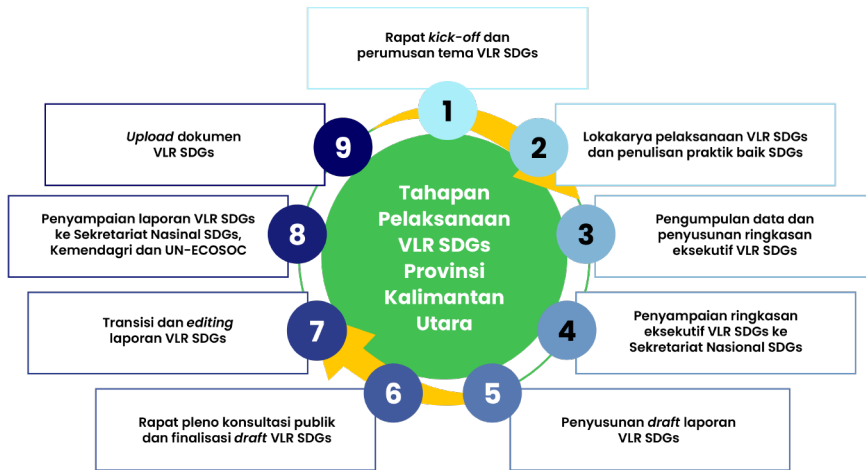 Tahapan
Pelaksanaan
VLR SDGs
Provinsi
Kalimantan
Utara
1
Rapat kick-off dan
perumusan tema VLR SDGs
2
Lokakarya pelaksanaan VLR SDGs
dan penulisan praktik baik SDGs
3
Pengumpulan data dan
penyusunan ringkasan
eksekutif VLR SDGs
4
Penyampaian ringkasan
eksekutif VLR SDGs ke
Sekretariat Nasional SDGs
5
Penyusunan draft laporan
VLR SDGs
6
Rapat pleno konsultasi publik
dan finalisasi draft VLR SDGs
7
Transisi dan editing
laporan VLR SDGs
8
Penyampaian laporan VLR SDGs
ke Sekretariat Nasinal SDGs,
Kemendagri dan UN-ECOSOC
9
Upload dokumen
VLR SDGs